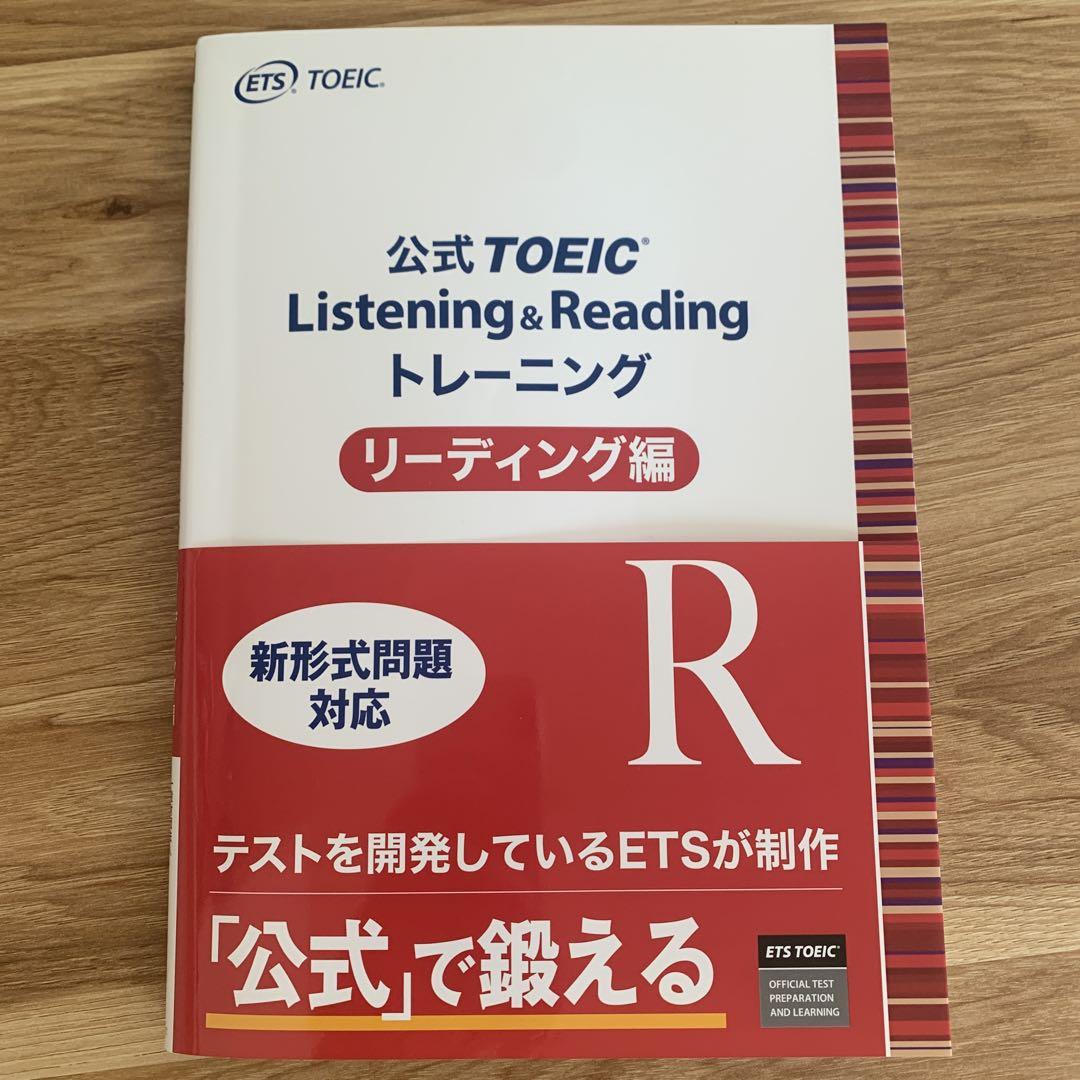 ETS® TOEIC®
公式 TOEIC®
Listening & Reading
トレーニング
リーディング編
R
新形式問題
対応
テストを開発しているETSが制作
「公式」で鍛える
ETS TOEIC®
OFFICIAL TEST
PREPARATION
AND LEARNING